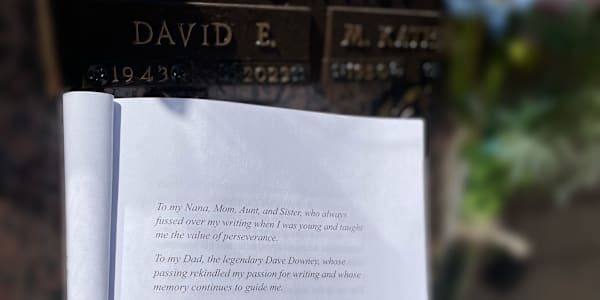 DAVID E.
1943 2022
M. KATH
To my Nana, Mom, Aunt, and Sister, who always
fussed over my writing when I was young and taught
me the value of perseverance.
To my Dad, the legendary Dave Downey, whose
passing rekindled my passion for writing and whose
memory continues to guide me.